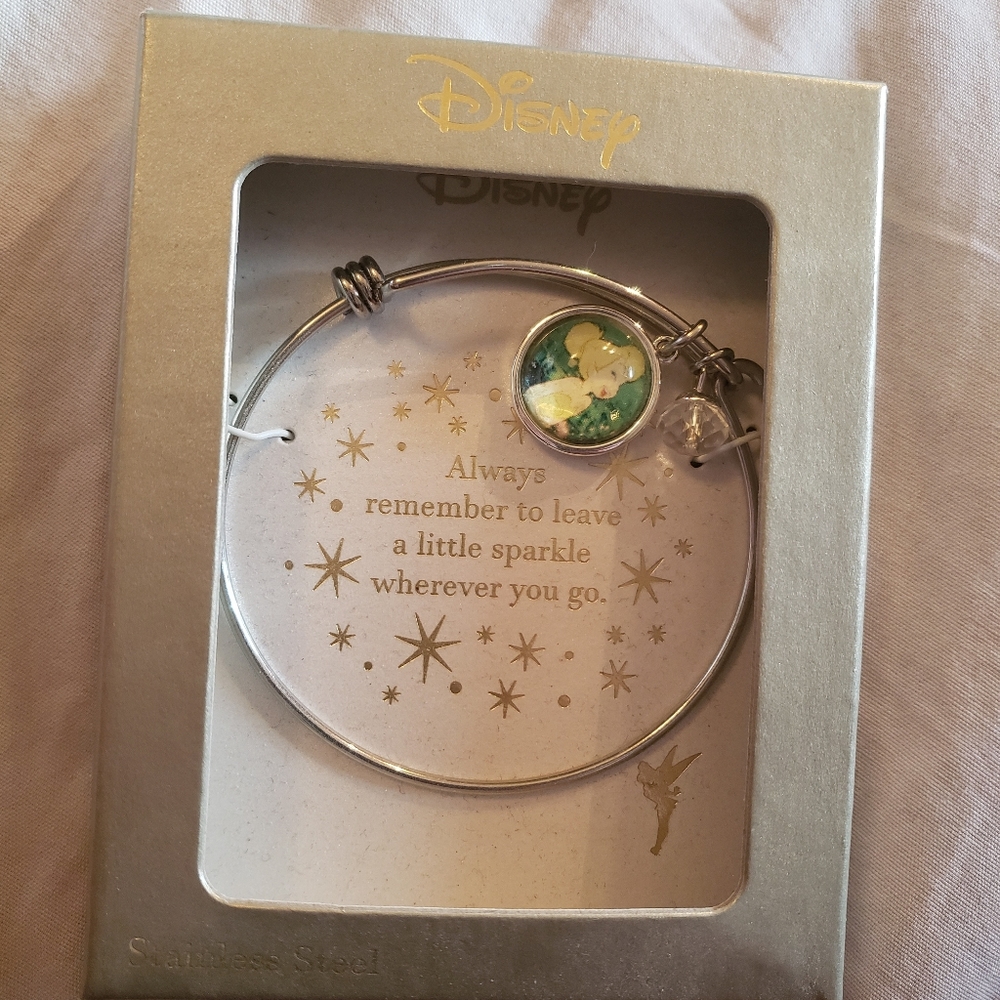 Disney
Disney
Always
remember to leave
a little sparkle
wherever you go.
Stainless Steel